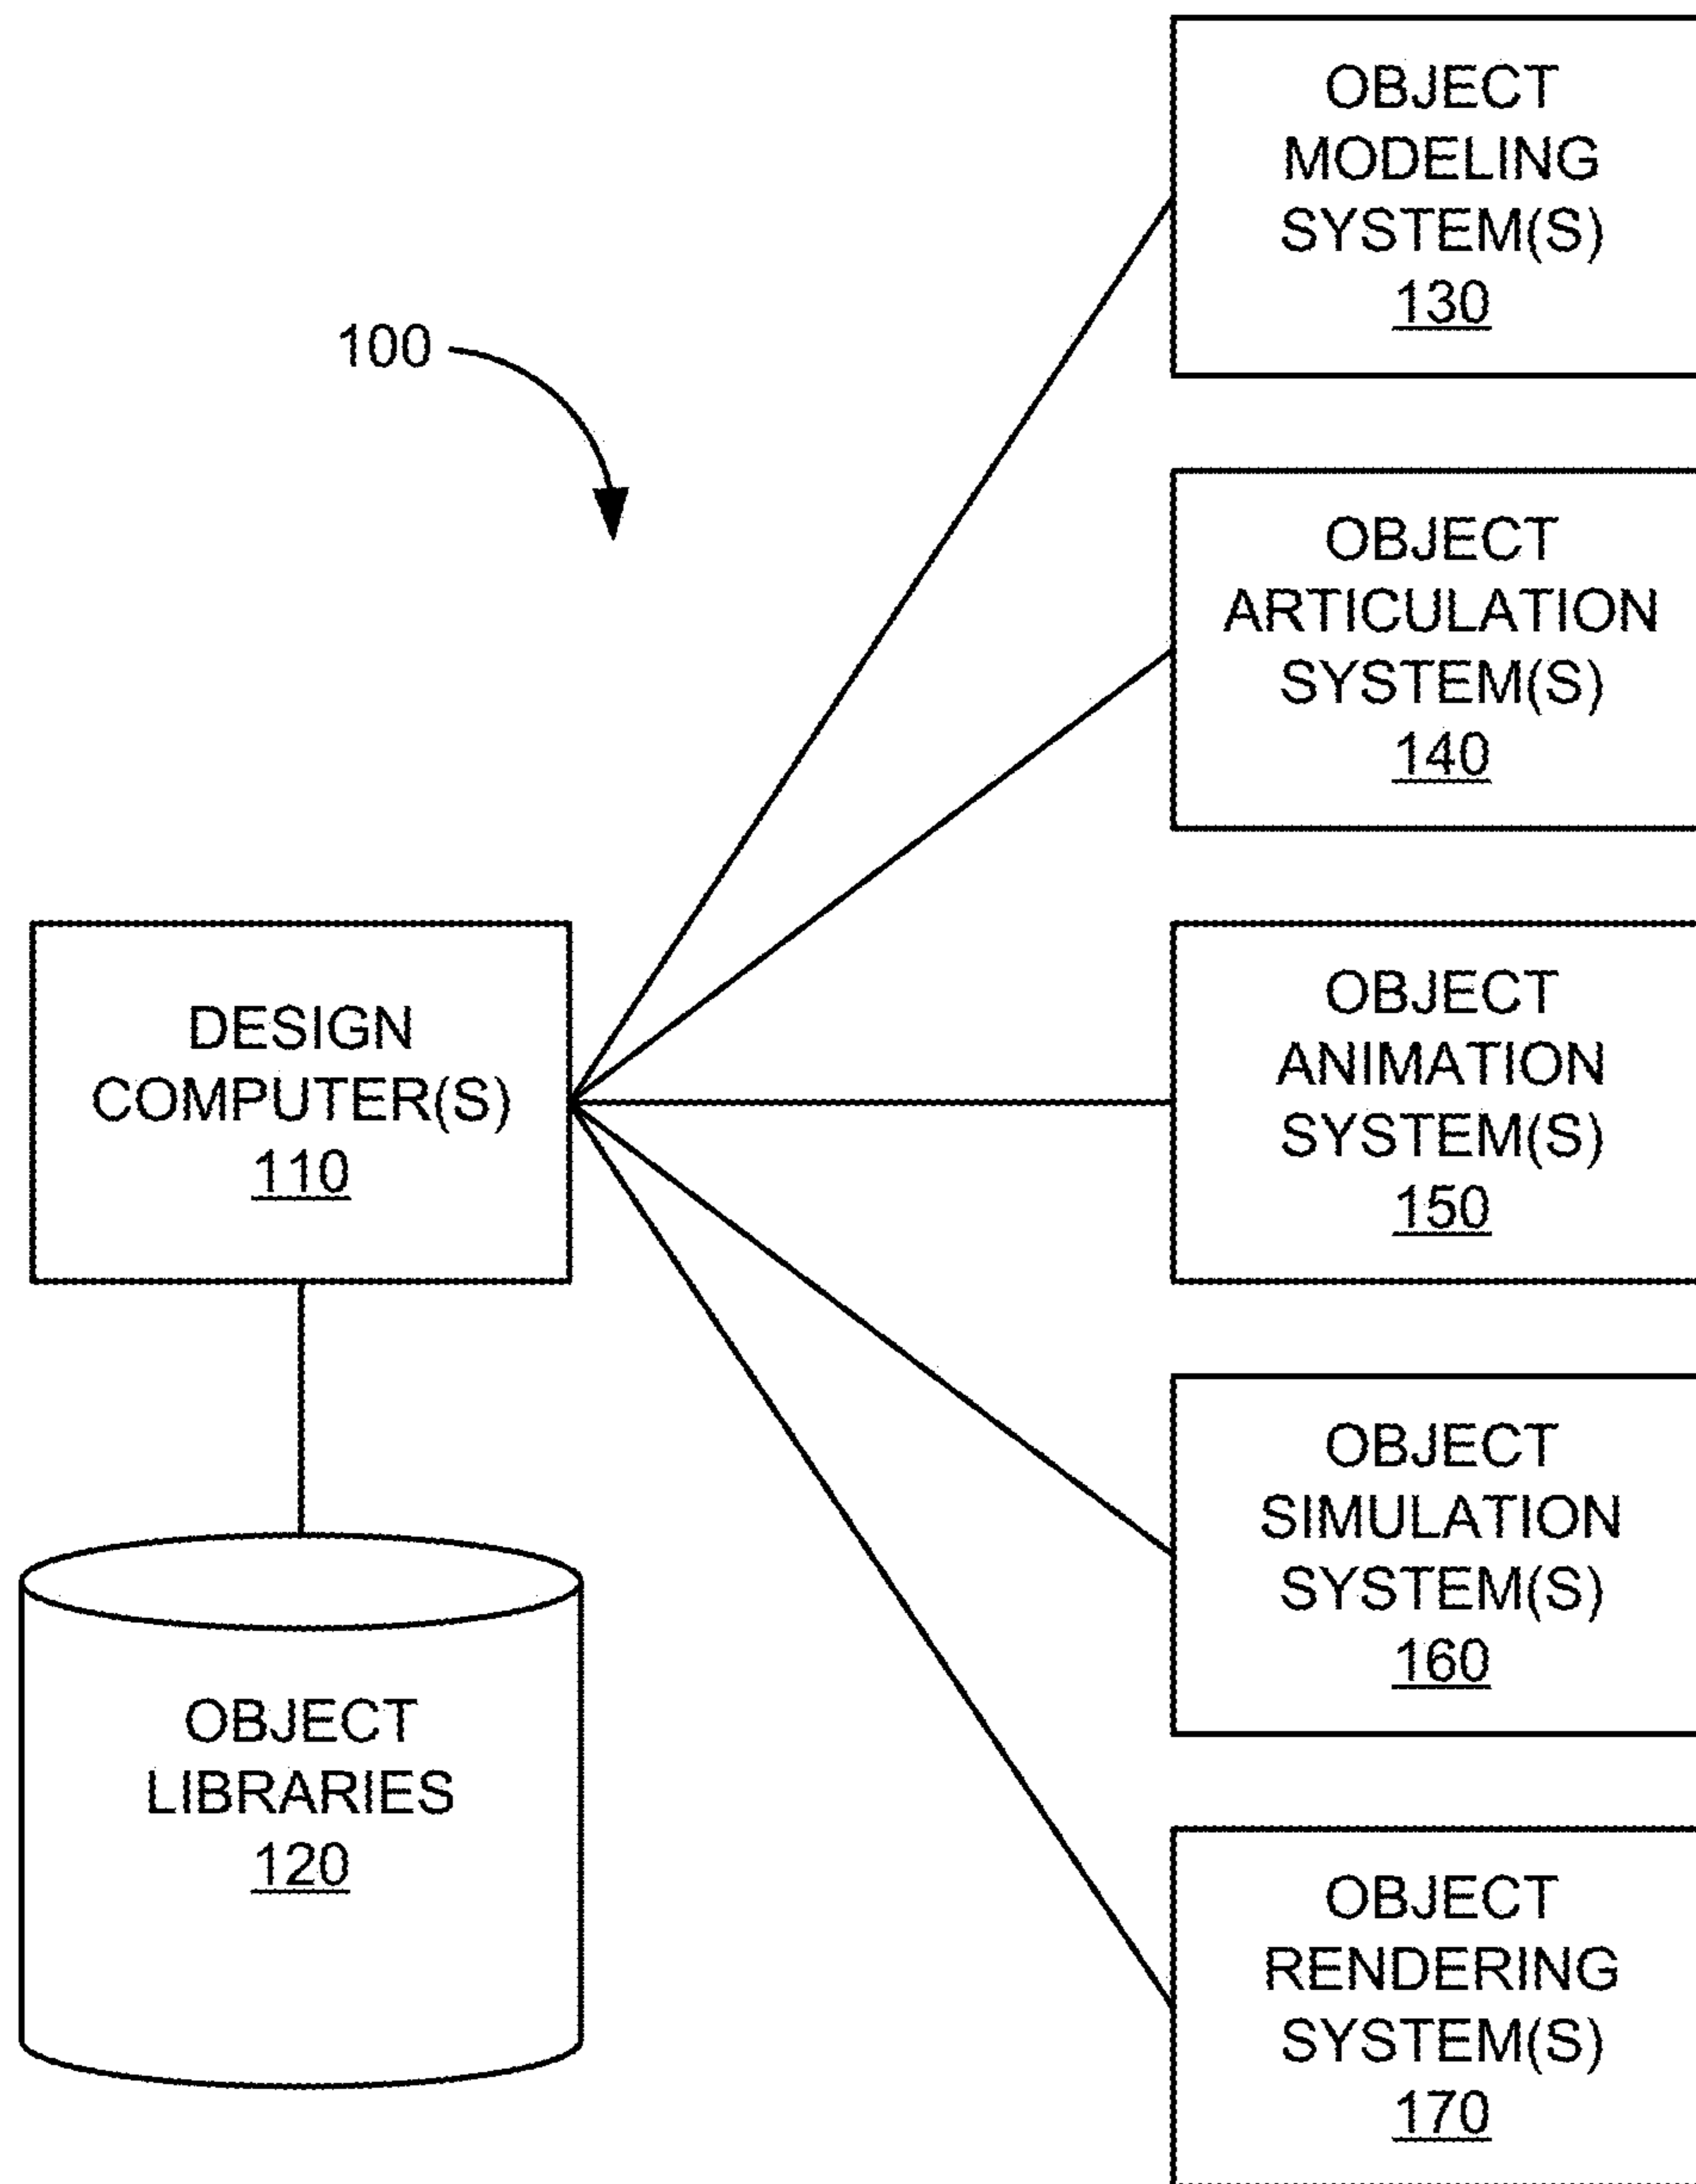 OBJECT
MODELING
SYSTEM(S)
130
100
OBJECT
ARTICULATION
SYSTEM(S)
140
DESIGN
COMPUTER(S)
110
OBJECT
ANIMATION
SYSTEM(S)
150
OBJECT
SIMULATION
SYSTEM(S)
160
OBJECT
LIBRARIES
120
OBJECT
RENDERING
SYSTEM(S)
170